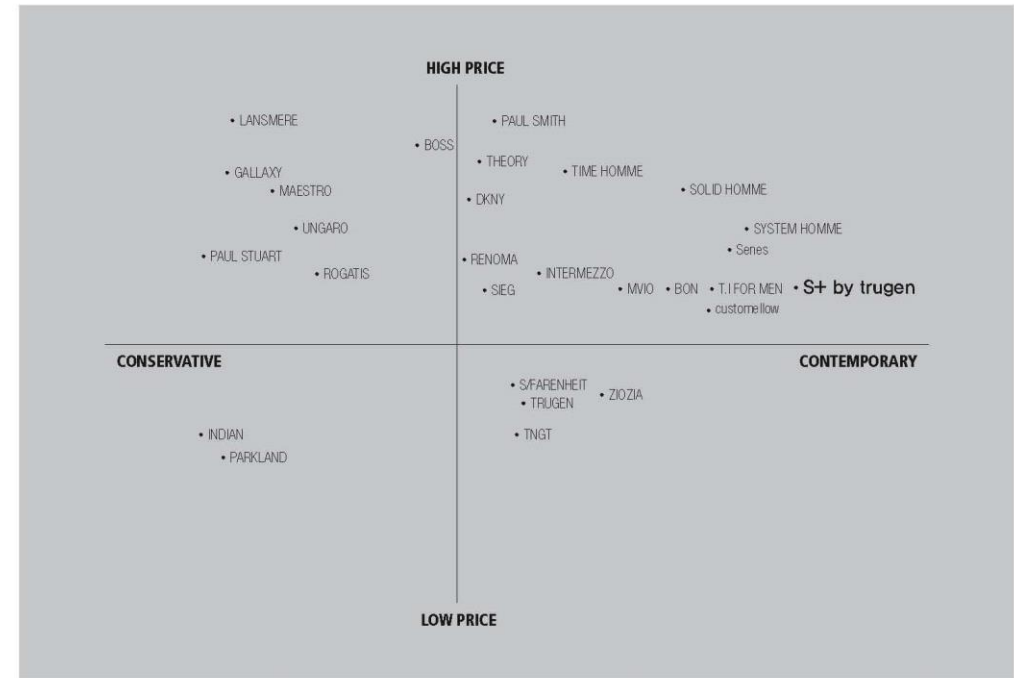 HIGH PRICE
• LANSMERE
• PAUL SMITH
• BOSS
• THEORY
• GALLAXY
• TIME HOMME
• MAESTRO
• SOLID HOMME
• DKNY
• UNGARO
• SYSTEM HOMME
• Senes
• PAUL STUART
• RENOMA
• ROGATIS
• INTERMEZZO
• SIEG
• MVIO
• BON
• T.I FOR MEN
• S+ by trugen
• customellow
CONSERVATIVE
CONTEMPORARY
• S/FARENHEIT
• ZIOZIA
• TRUGEN
• INDIAN
• TNGT
• PARKLAND
LOW PRICE